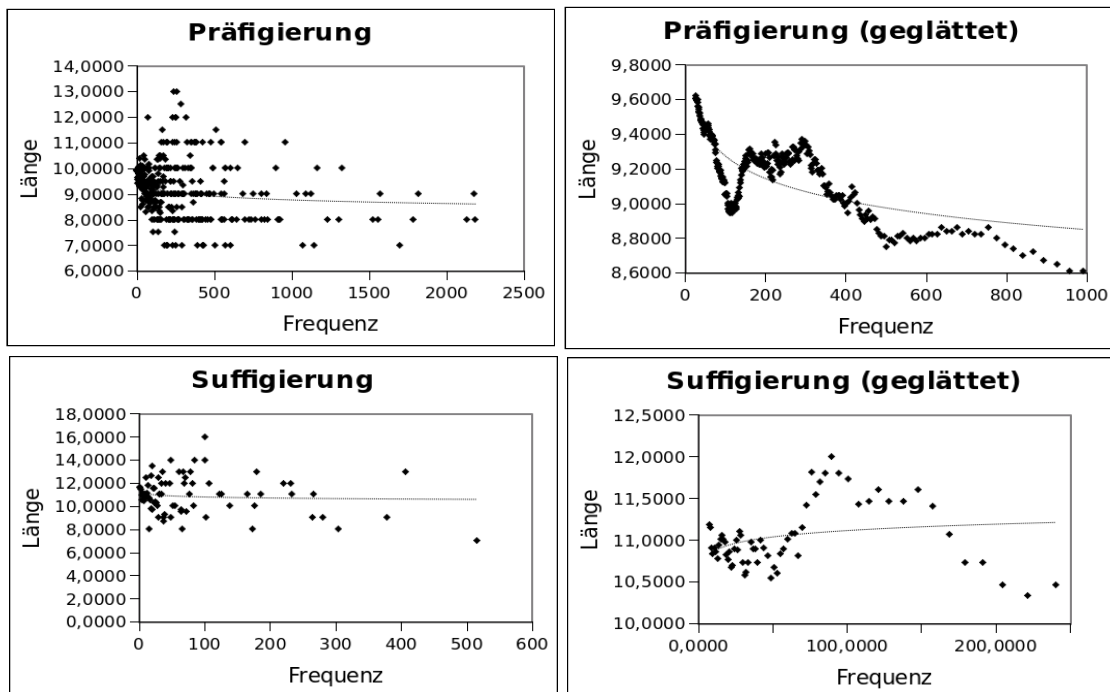 Präfigierung
Länge
14,0000
13,0000
12,0000
11,0000
10,0000
9,0000
8,0000
7,0000
6,0000
0 500 1000 1500 2000 2500
Frequenz
Präfigierung (geglättet)
Länge
9,8000
9,6000
9,4000
9,2000
9,0000
8,8000
8,6000
0 200 400 600 800 1000
Frequenz
Suffigierung
Länge
18,0000
16,0000
14,0000
12,0000
10,0000
8,0000
6,0000
4,0000
2,0000
0,0000
0 100 200 300 400 500 600
Frequenz
Suffigierung (geglättet)
Länge
12,5000
12,0000
11,5000
11,0000
10,5000
10,0000
0,0000 100,0000 200,0000
Frequenz